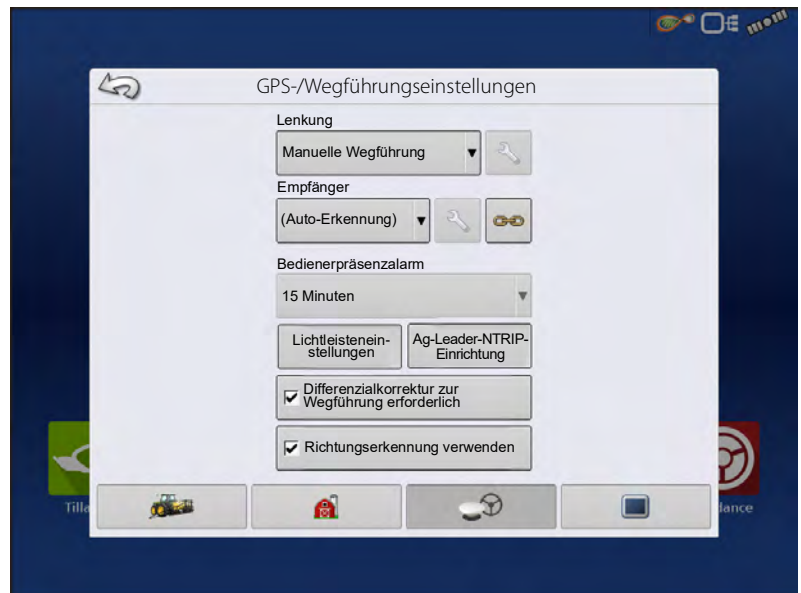 GPS-/Wegführungseinstellungen
Lenkung
Manuelle Wegführung
Empfänger
(Auto-Erkennung)
Bedienerpräsenzalarm
15 Minuten
Lichtleistenein-
stellungen
Ag-Leader-NTRIP-
Einrichtung
Differenzialkorrektur zur
Wegführung erforderlich
Richtungserkennung verwenden
Tilla
dance